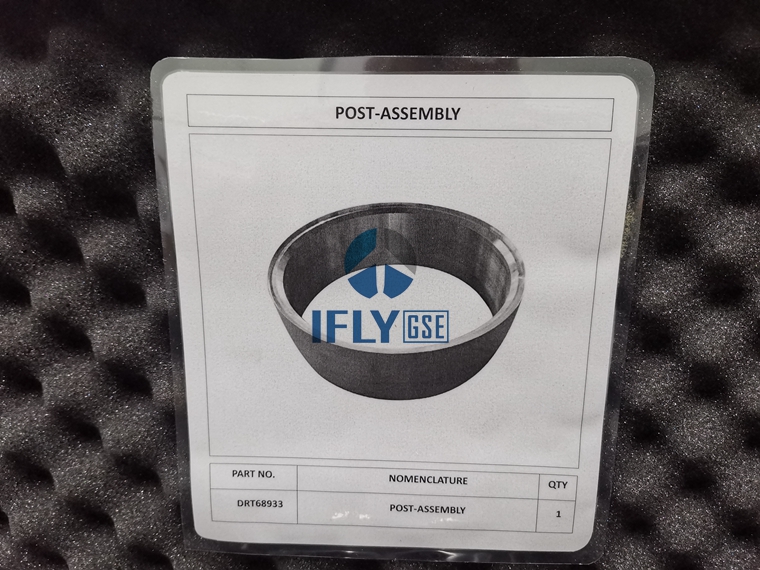 POST-ASSEMBLY
IFLY GSE
PART NO. NOMENCLATURE QTY
DRT68933 POST-ASSEMBLY 1